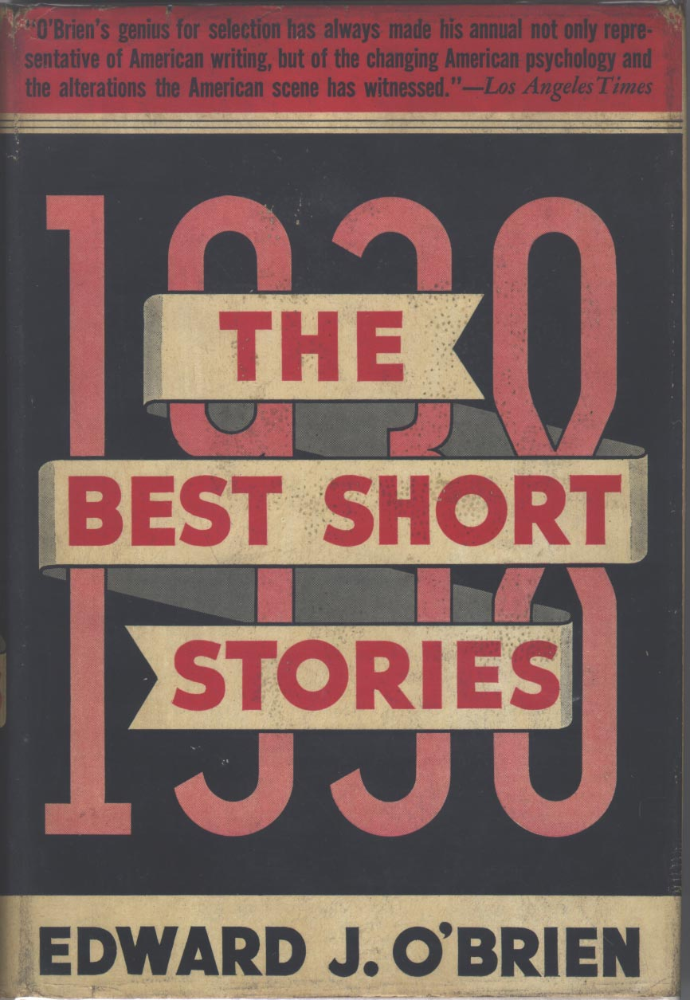 "O'Brien's genius for selection has always made his annual not only repre-
sentative of American writing, but of the changing American psychology and
the alterations the American scene has witnessed."—Los Angeles Times
1938
THE
BEST SHORT
STORIES
EDWARD J. O'BRIEN